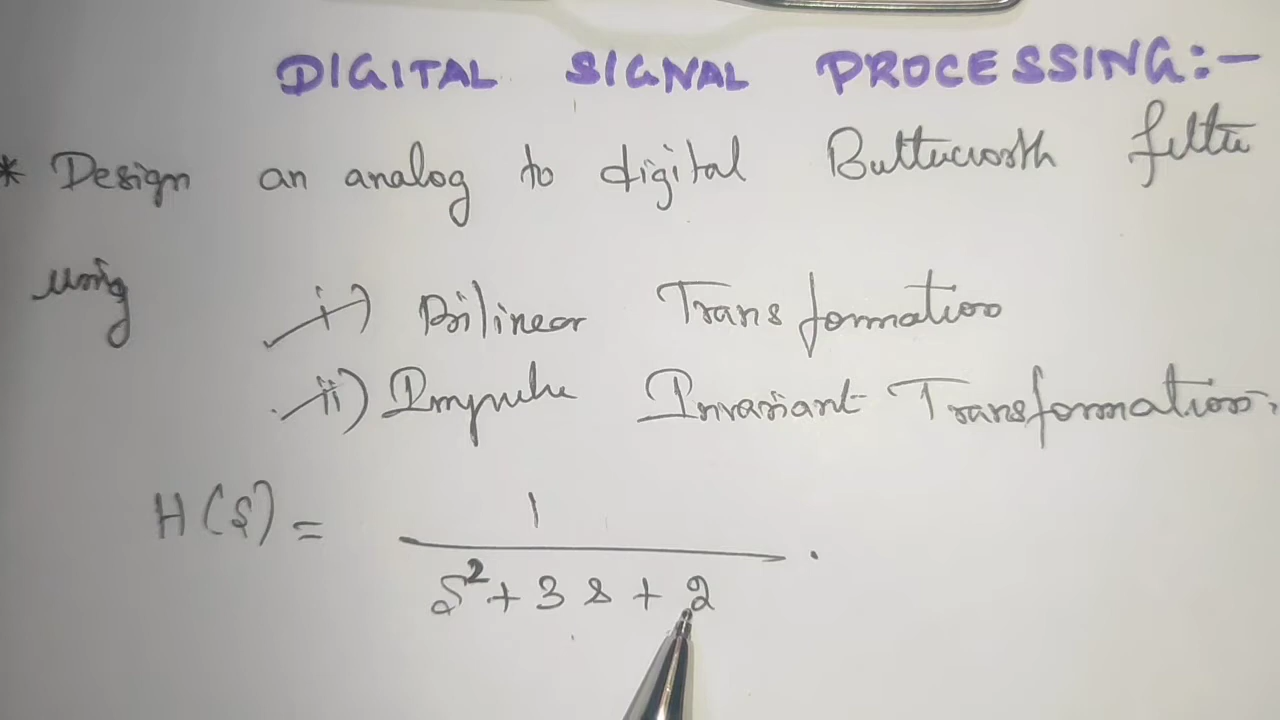 DIGITAL SIGNAL PROCESSING:-
* Design an analog to digital Butterworth filter
using
i) Bilinear Transformation
ii) Impulse Invariant Transformation.
H(s) = 1 / s²+3s+2 .